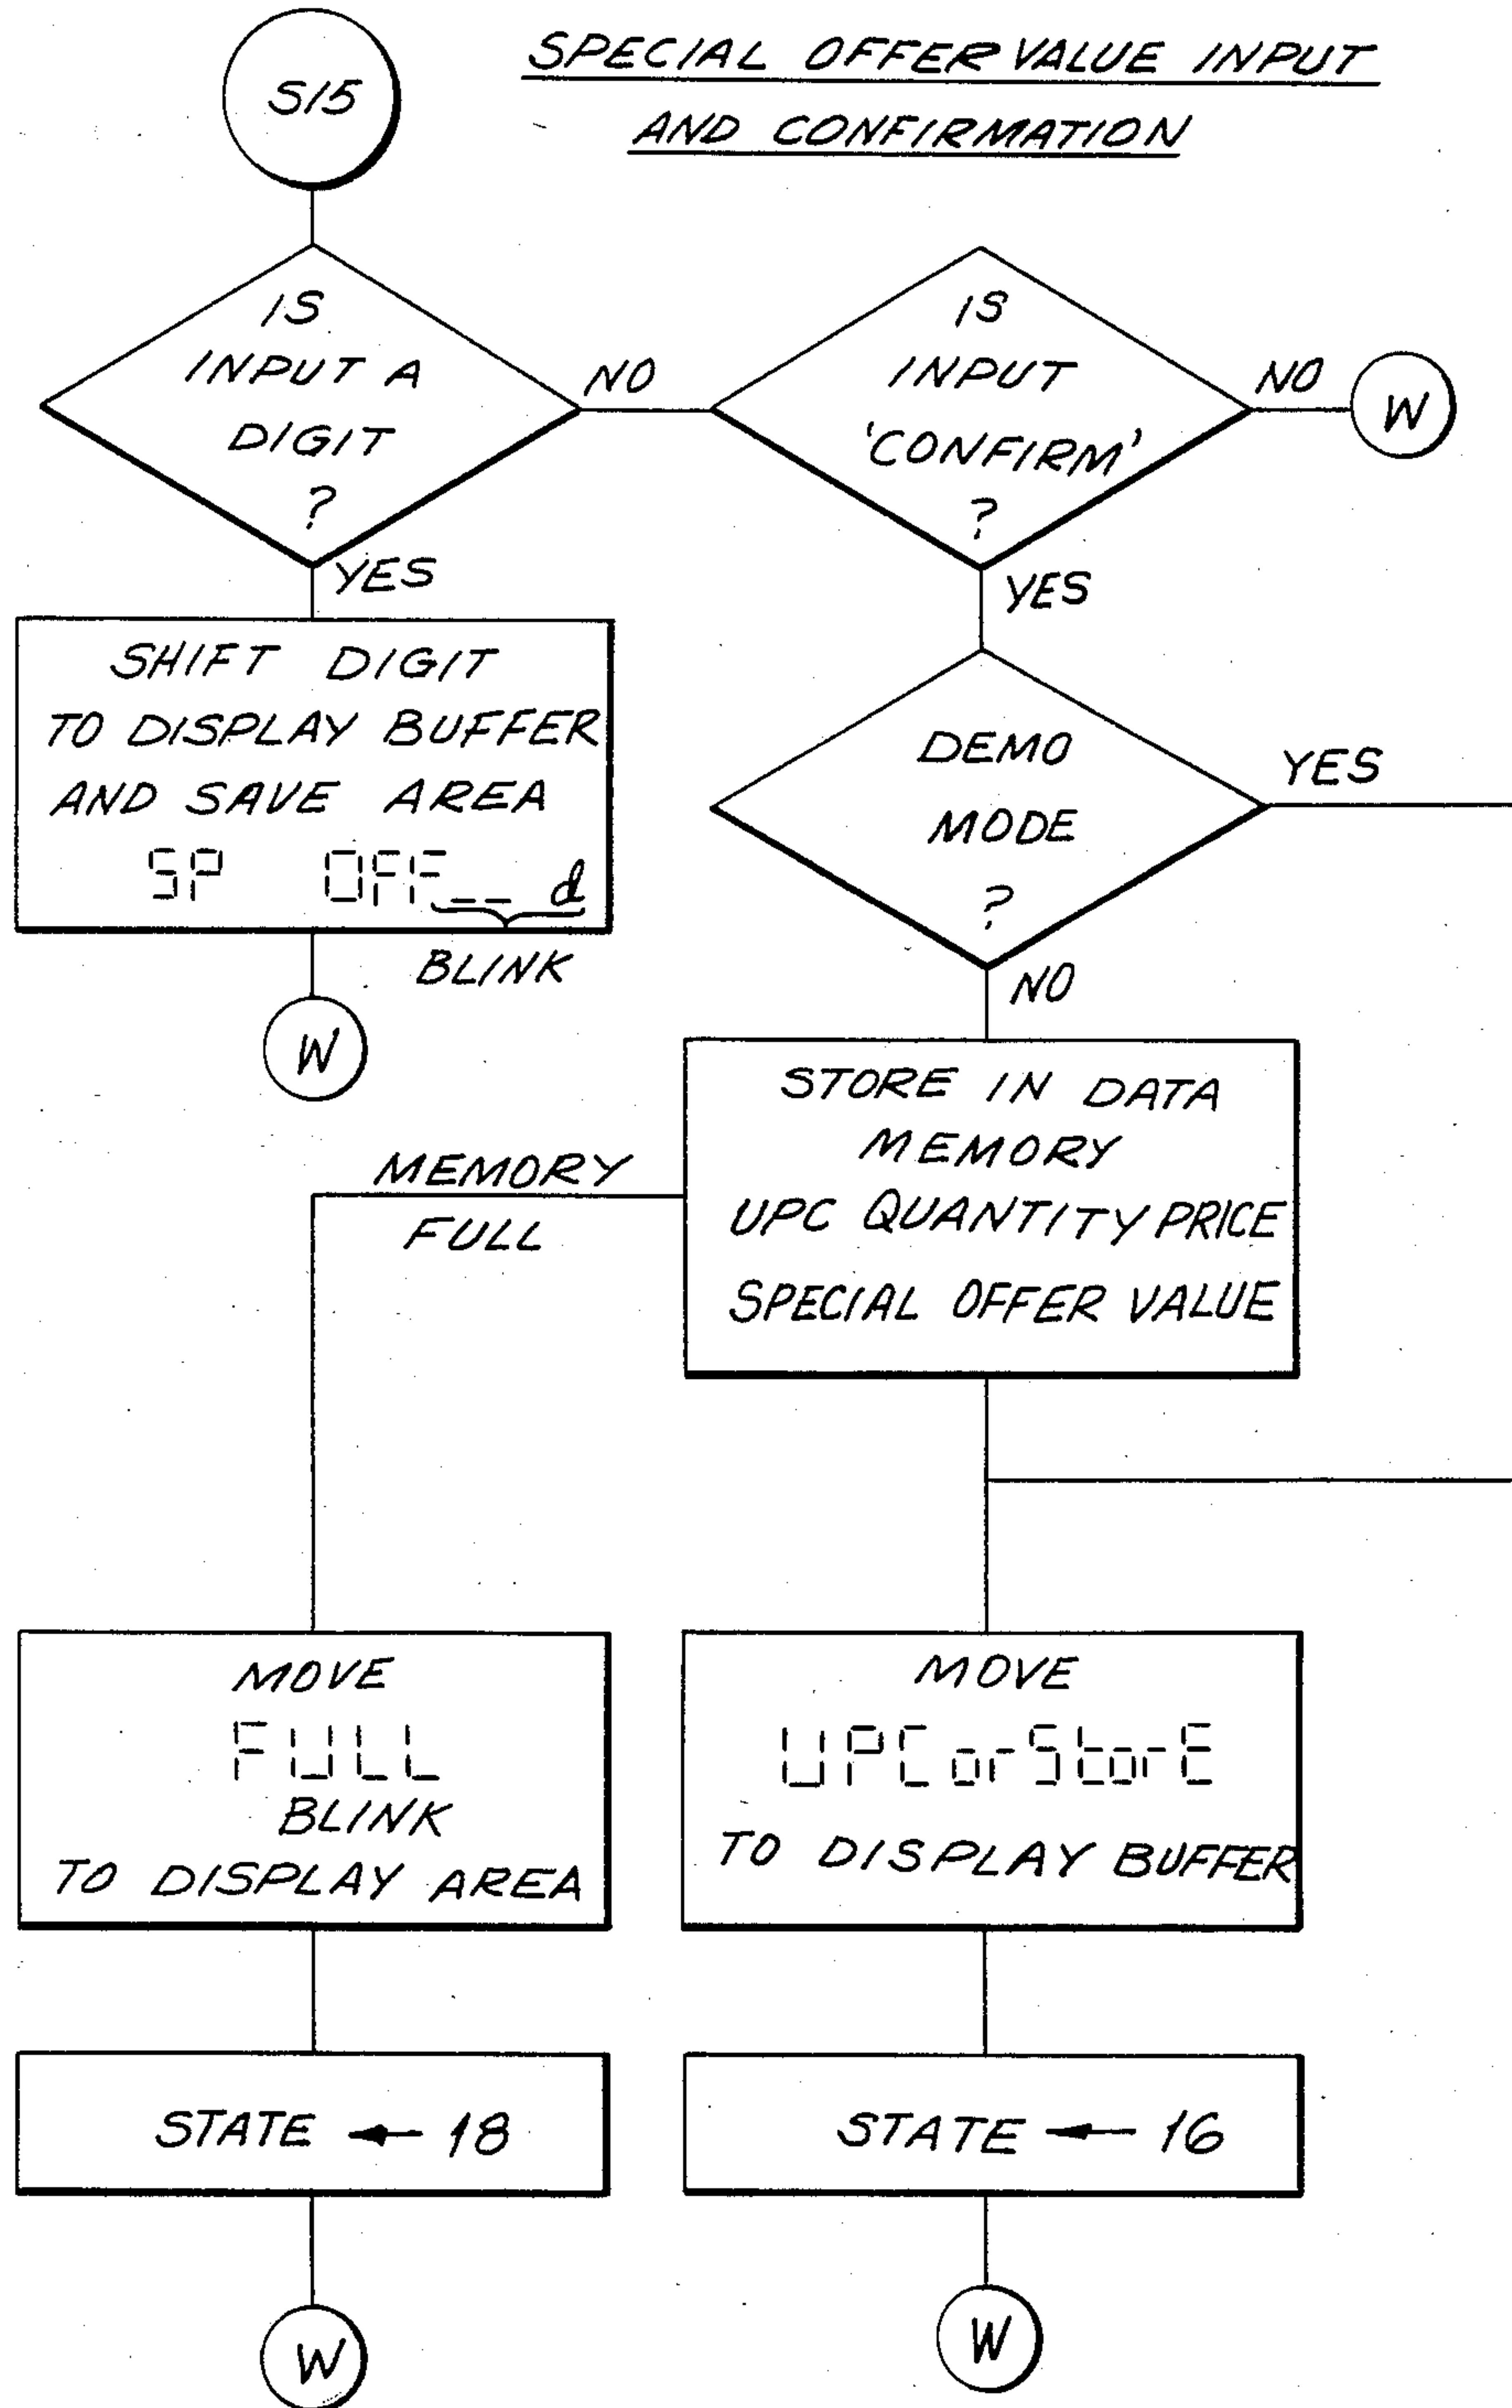 S15
SPECIAL OFFER VALUE INPUT
AND CONFIRMATION
IS
INPUT A
DIGIT
?
NO
IS
INPUT
'CONFIRM'
?
NO
W
YES
SHIFT DIGIT
TO DISPLAY BUFFER
AND SAVE AREA
SP OFF__ d
BLINK
W
YES
DEMO
MODE
?
YES
NO
STORE IN DATA
MEMORY
UPC QUANTITY PRICE
SPECIAL OFFER VALUE
MEMORY
FULL
MOVE
FULL
BLINK
TO DISPLAY AREA
MOVE
UPCorStorE
TO DISPLAY BUFFER
STATE ← 18
STATE ← 16
W
W